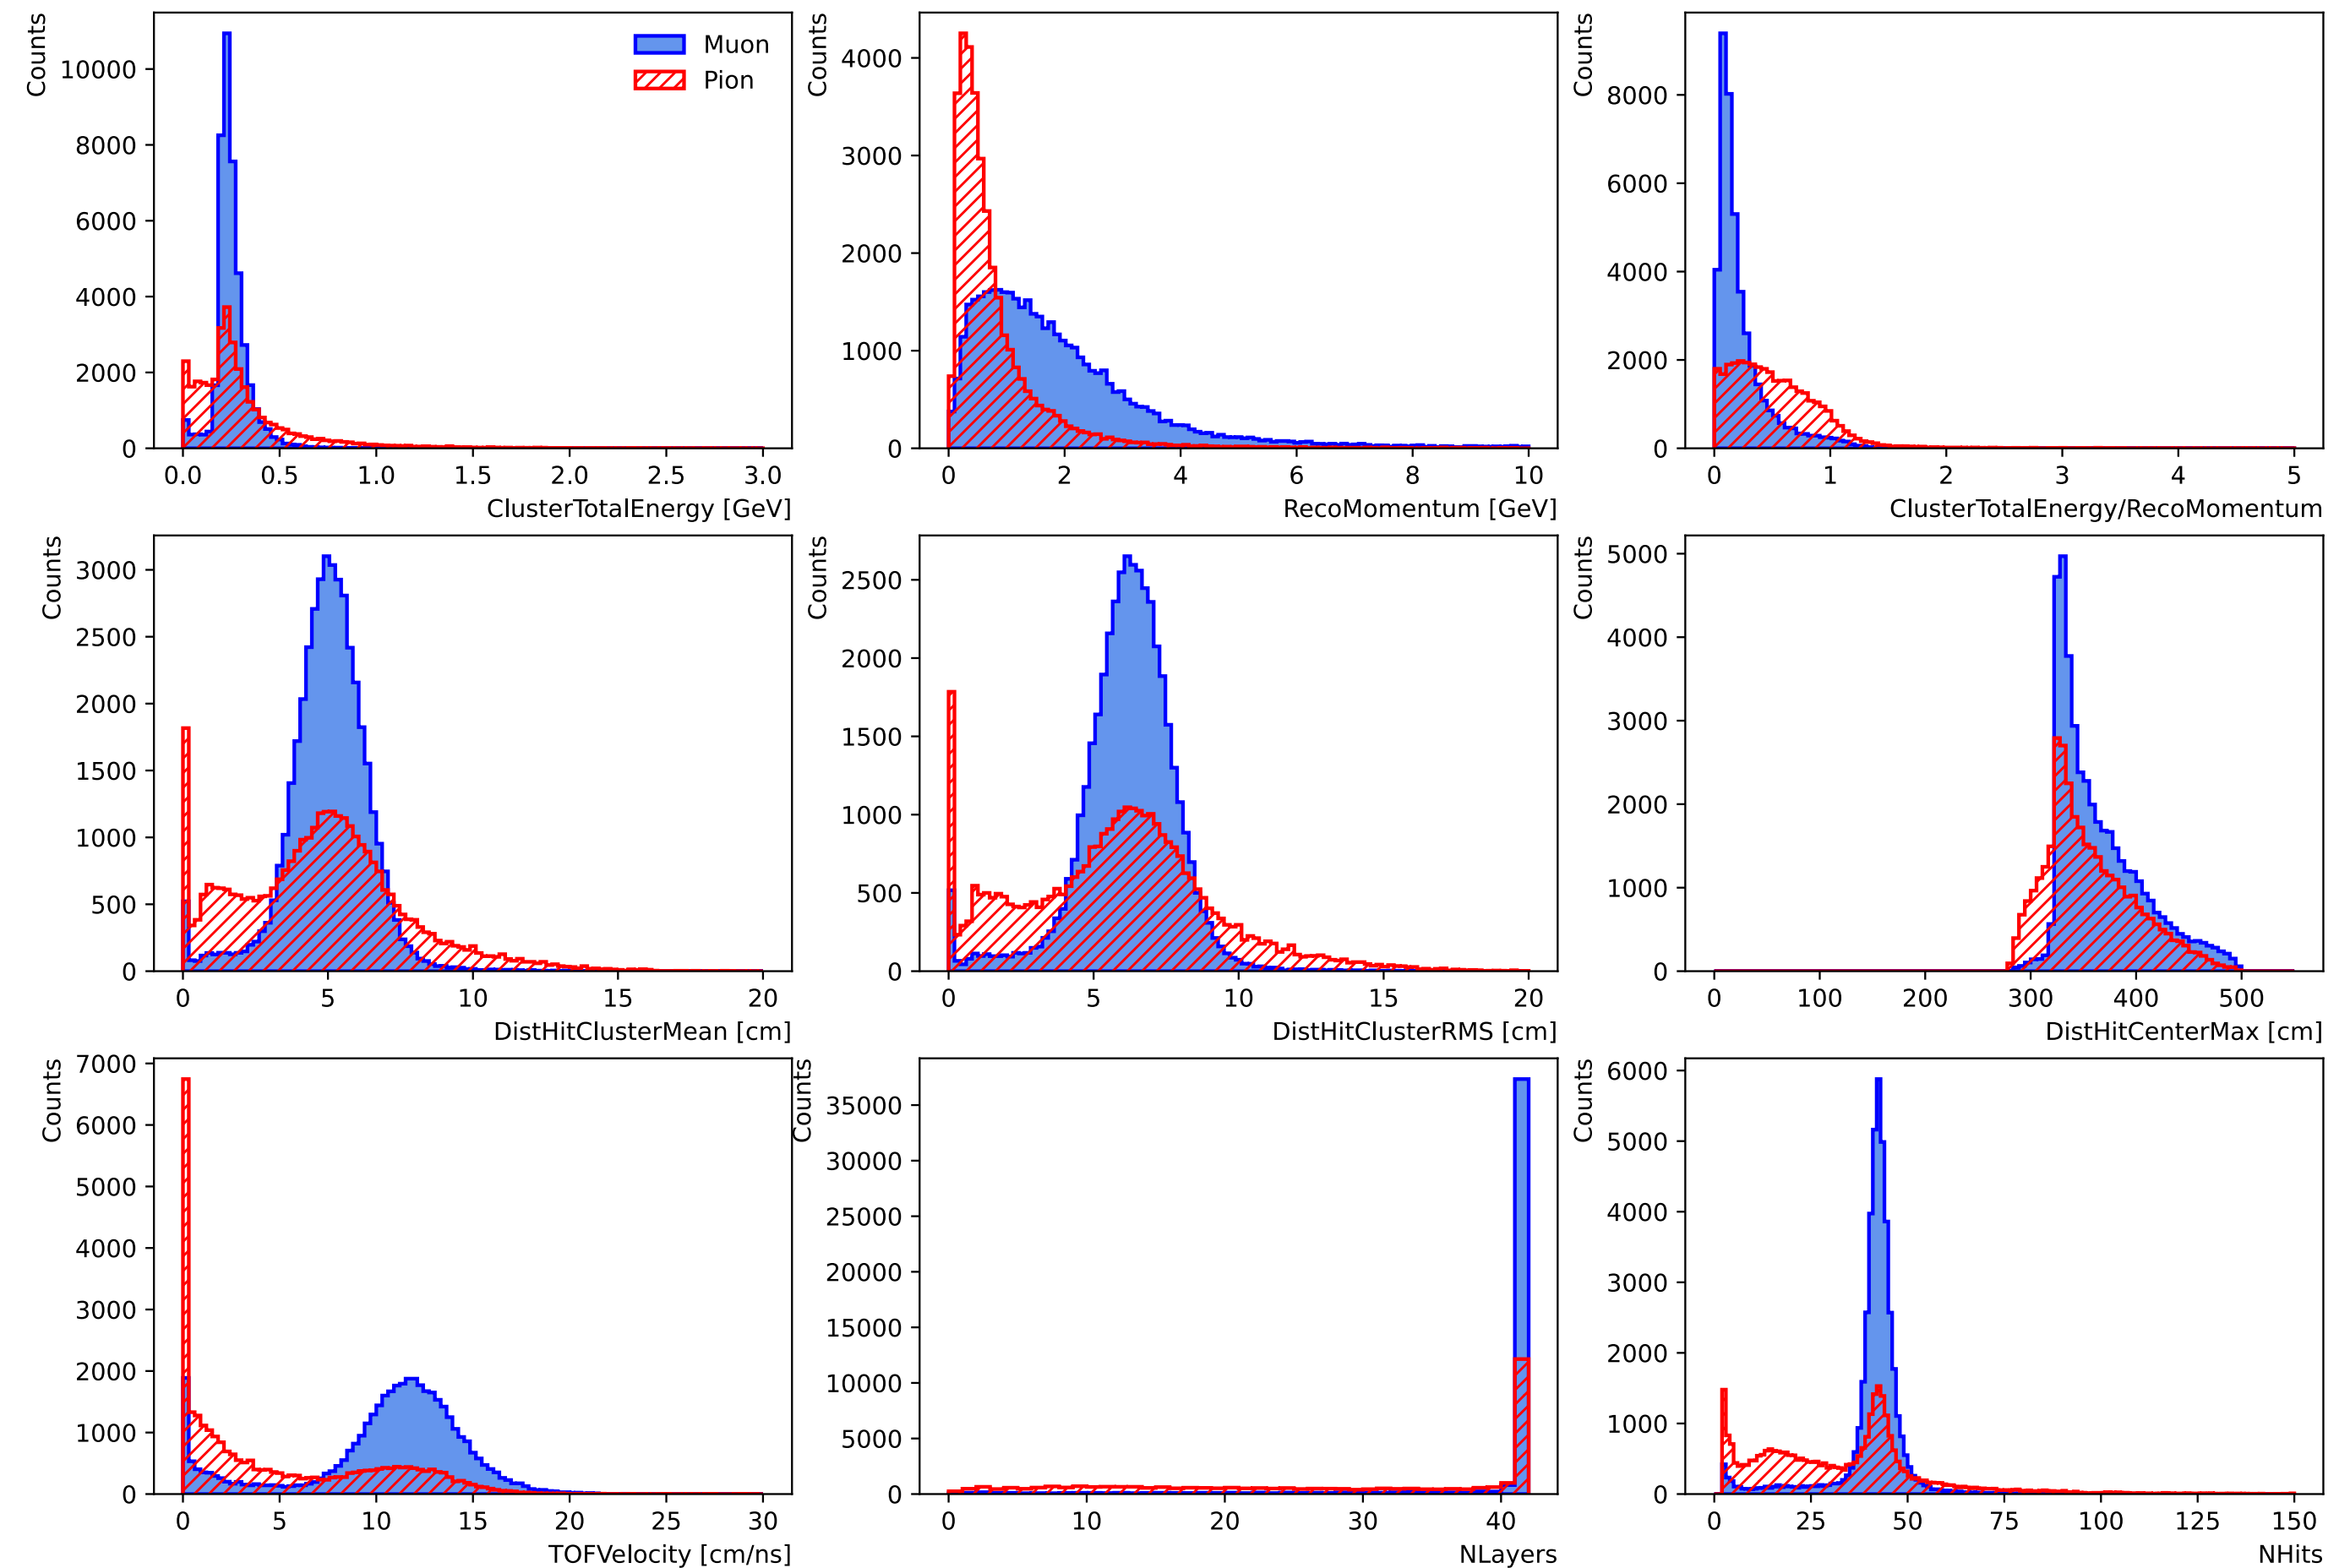 Counts
10000
8000
6000
4000
2000
0
Muon
Pion
0.0 0.5 1.0 1.5 2.0 2.5 3.0
ClusterTotalEnergy [GeV]
Counts
4000
3000
2000
1000
0
0 2 4 6 8 10
RecoMomentum [GeV]
Counts
8000
6000
4000
2000
0
0 1 2 3 4 5
ClusterTotalEnergy/RecoMomentum
Counts
3000
2500
2000
1500
1000
500
0
0 5 10 15 20
DistHitClusterMean [cm]
Counts
2500
2000
1500
1000
500
0
0 5 10 15 20
DistHitClusterRMS [cm]
Counts
5000
4000
3000
2000
1000
0
0 100 200 300 400 500
DistHitCenterMax [cm]
Counts
7000
6000
5000
4000
3000
2000
1000
0
0 5 10 15 20 25 30
TOFVelocity [cm/ns]
Counts
35000
30000
25000
20000
15000
10000
5000
0
0 10 20 30 40
NLayers
Counts
6000
5000
4000
3000
2000
1000
0
0 25 50 75 100 125 150
NHits